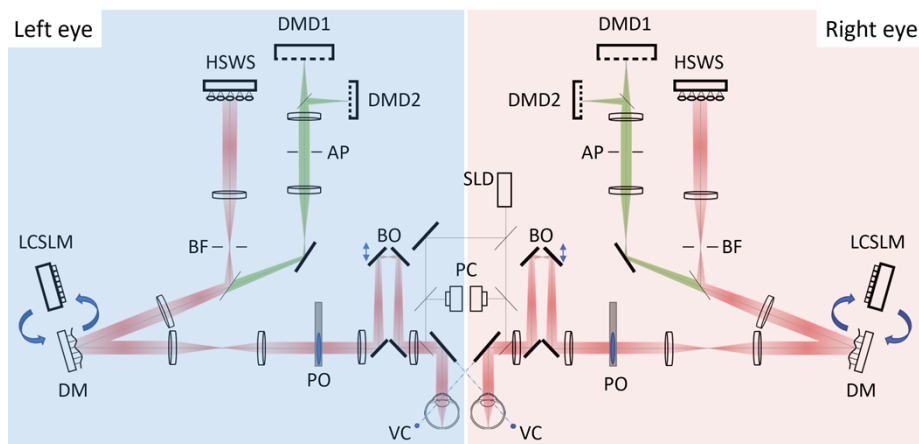 Left eye
DMD1
DMD1
Right eye
HSWS
HSWS
DMD2
DMD2
AP
AP
SLD
BF
BO
BO
BF
LCSLM
PC
LCSLM
DM
PO
PO
DM
VC
VC